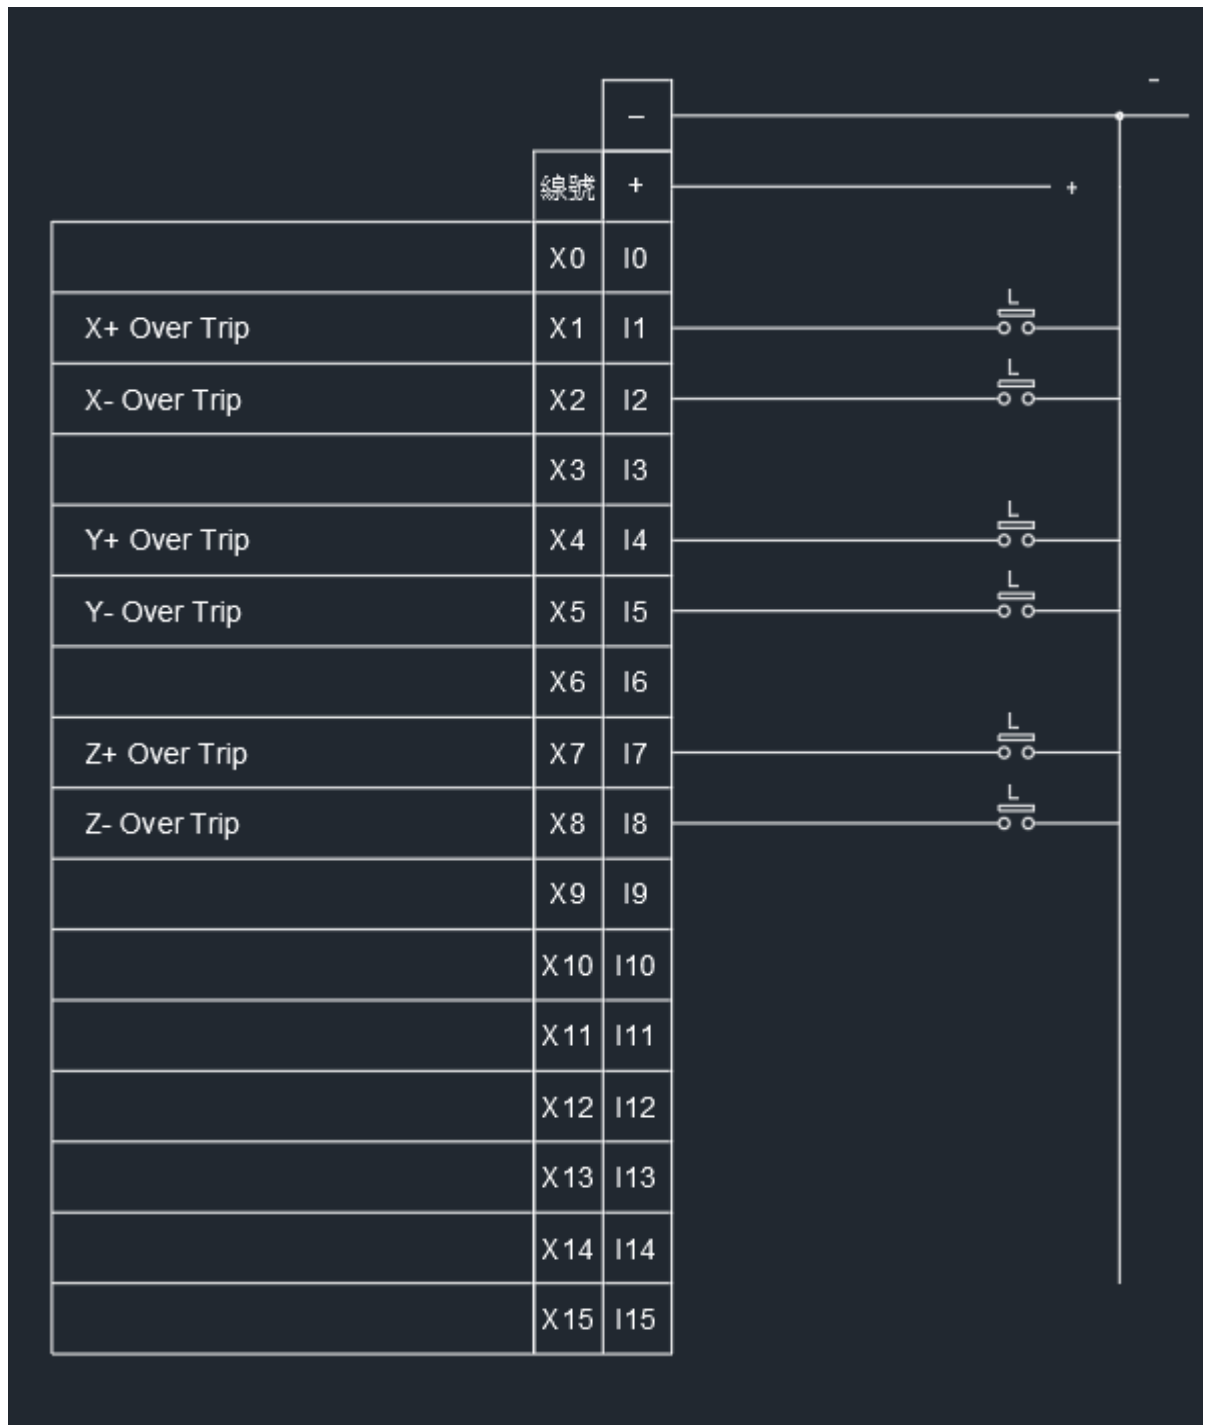 -
–
線號 + +
X0 I0
L
X+ Over Trip X1 I1
L
X- Over Trip X2 I2
X3 I3
L
Y+ Over Trip X4 I4
L
Y- Over Trip X5 I5
X6 I6
L
Z+ Over Trip X7 I7
L
Z- Over Trip X8 I8
X9 I9
X10 I10
X11 I11
X12 I12
X13 I13
X14 I14
X15 I15